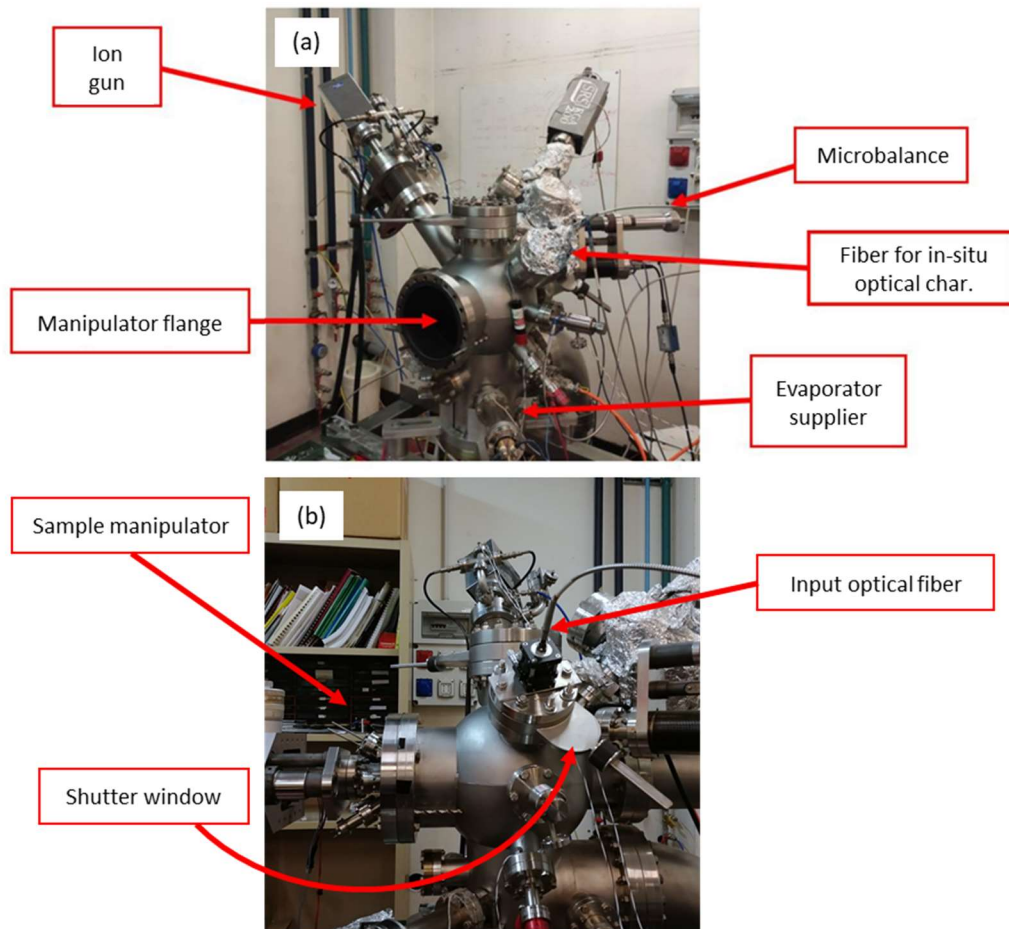 (a)
Ion
gun
Microbalance
Fiber for in-situ
optical char.
Manipulator flange
Evaporator
supplier
(b)
Sample manipulator
Input optical fiber
Shutter window